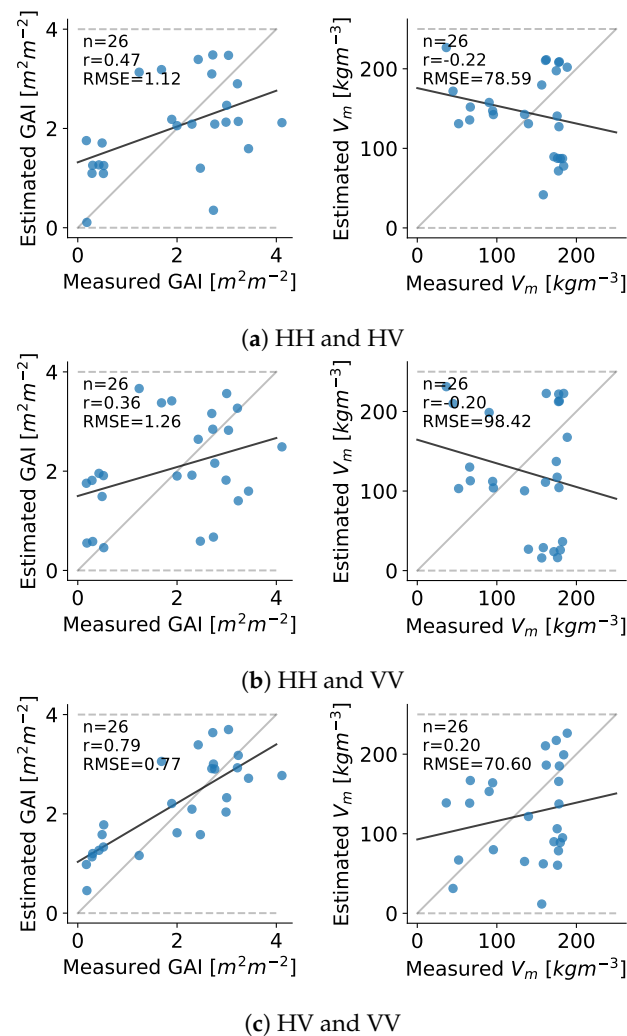 4
2
0
Estimated GAI [m²m⁻²]
n=26
r=0.47
RMSE=1.12
0
2
4
Measured GAI [m²m⁻²]
200
100
0
Estimated Vₘ [kgm⁻³]
n=26
r=-0.22
RMSE=78.59
0
100
200
Measured Vₘ [kgm⁻³]
(a) HH and HV
4
2
0
Estimated GAI [m²m⁻²]
n=26
r=0.36
RMSE=1.26
0
2
4
Measured GAI [m²m⁻²]
200
100
0
Estimated Vₘ [kgm⁻³]
n=26
r=-0.20
RMSE=98.42
0
100
200
Measured Vₘ [kgm⁻³]
(b) HH and VV
4
2
0
Estimated GAI [m²m⁻²]
n=26
r=0.79
RMSE=0.77
0
2
4
Measured GAI [m²m⁻²]
200
100
0
Estimated Vₘ [kgm⁻³]
n=26
r=0.20
RMSE=70.60
0
100
200
Measured Vₘ [kgm⁻³]
(c) HV and VV